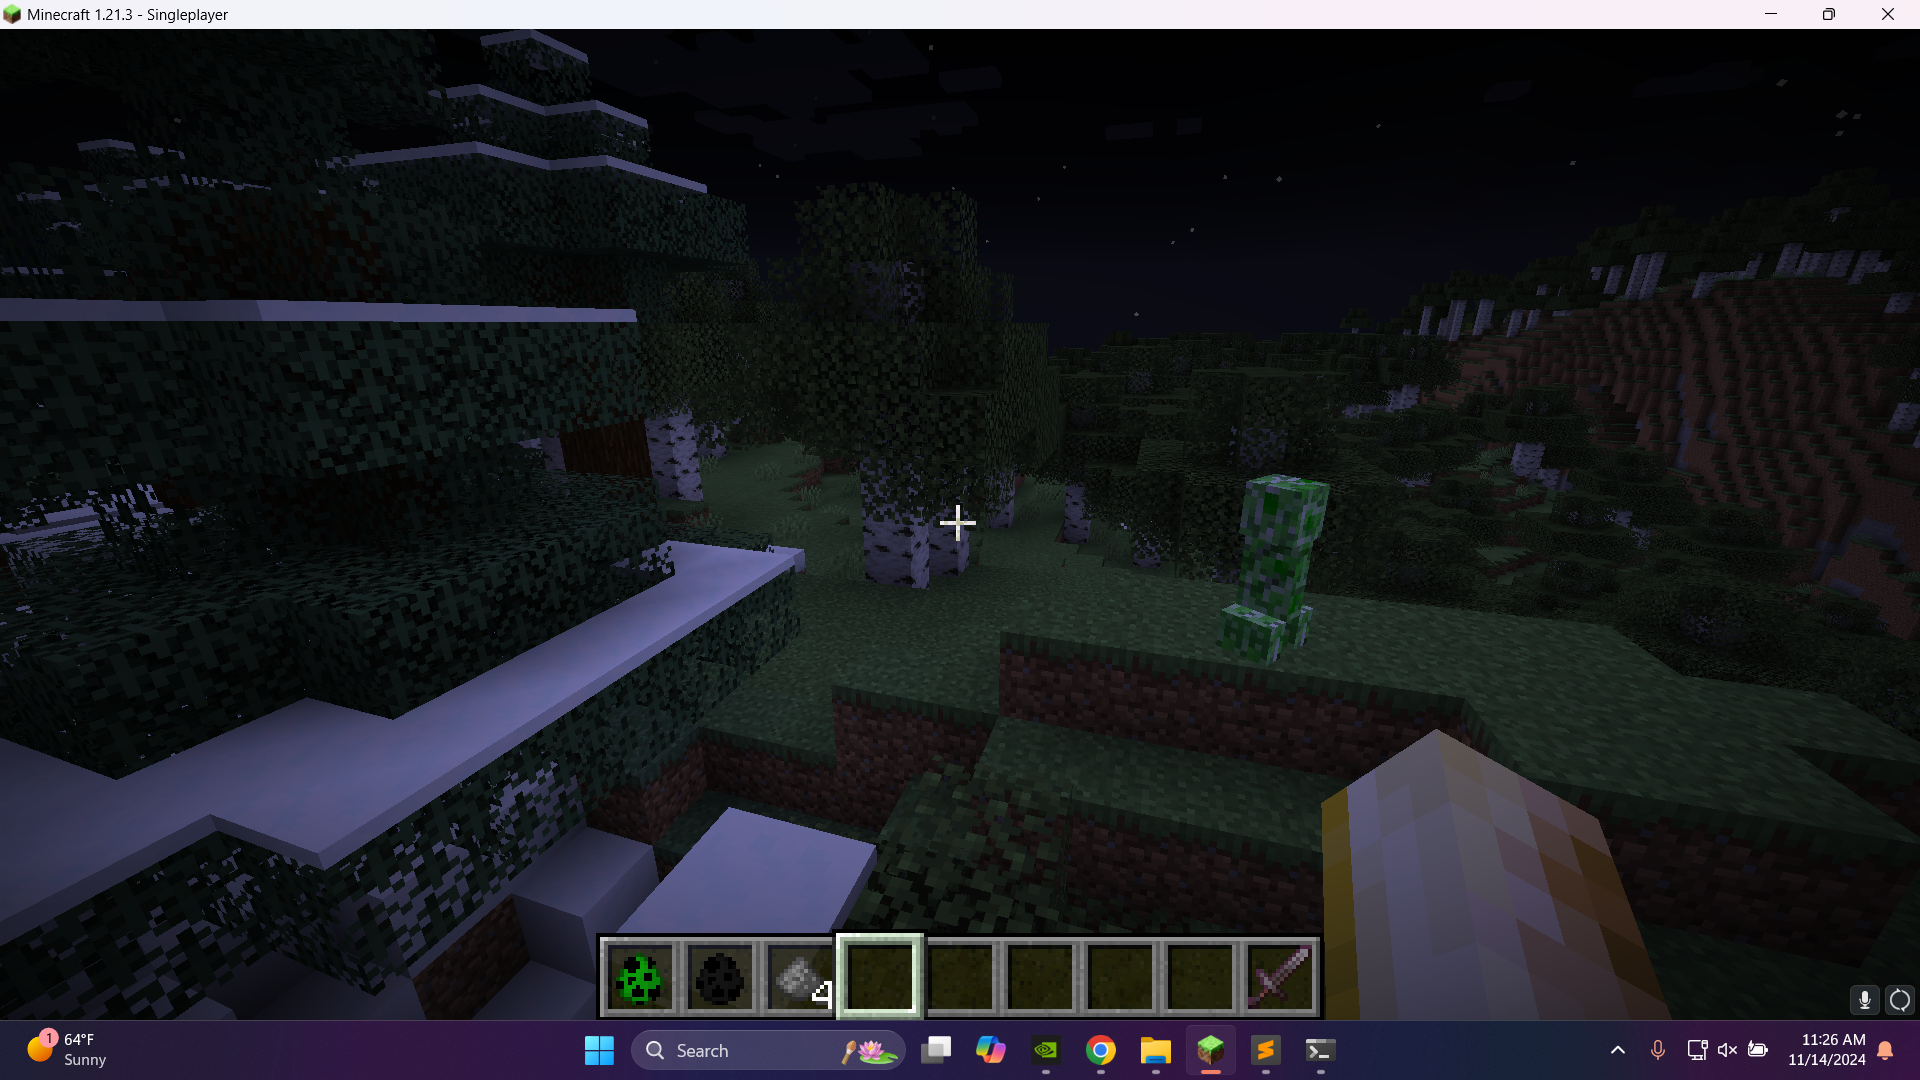 Minecraft 1.21.3 - Singleplayer
4
1
64°F
Sunny
Search
11:26 AM
11/14/2024